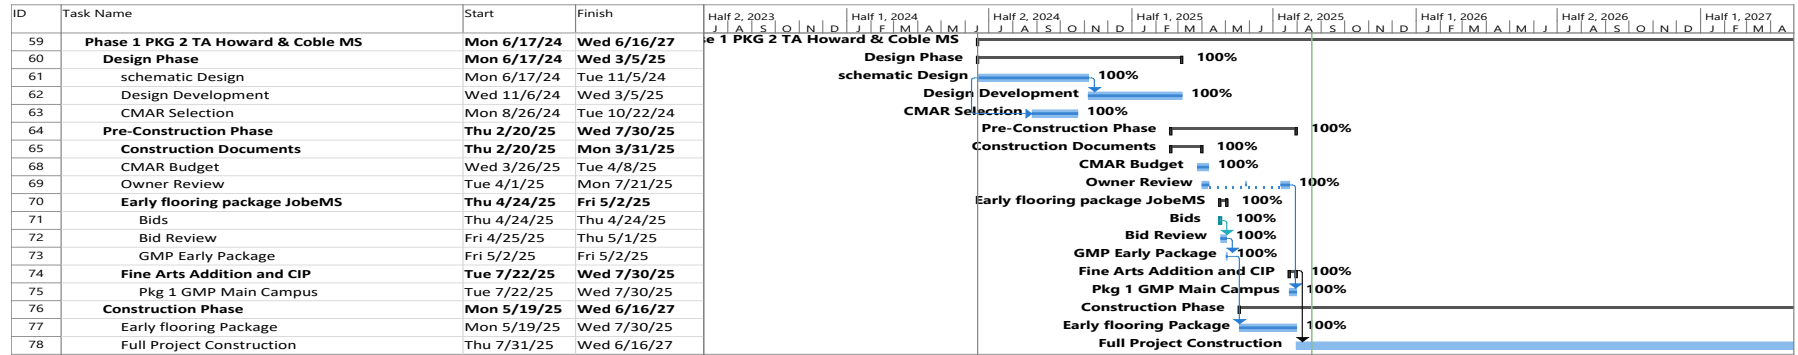 ID Task Name Start Finish Half 2, 2023 Half 1, 2024 Half 2, 2024 Half 1, 2025 Half 2, 2025 Half 1, 2026 Half 2, 2026 Half 1, 2027
J A S O N D J F M A M J J A S O N D J F M A M J J A S O N D J F M A M J J A S O N D J F M A
59 Phase 1 PKG 2 TA Howard & Coble MS Mon 6/17/24 Wed 6/16/27 e 1 PKG 2 TA Howard & Coble MS
60 Design Phase Mon 6/17/24 Wed 3/5/25 Design Phase 100%
61 schematic Design Mon 6/17/24 Tue 11/5/24 schematic Design 100%
62 Design Development Wed 11/6/24 Wed 3/5/25 Design Development 100%
63 CMAR Selection Mon 8/26/24 Tue 10/22/24 CMAR Selection 100%
64 Pre-Construction Phase Thu 2/20/25 Wed 7/30/25 Pre-Construction Phase 100%
65 Construction Documents Thu 2/20/25 Mon 3/31/25 Construction Documents 100%
68 CMAR Budget Wed 3/26/25 Tue 4/8/25 CMAR Budget 100%
69 Owner Review Tue 4/1/25 Mon 7/21/25 Owner Review 100%
70 Early flooring package JobeMS Thu 4/24/25 Fri 5/2/25 Early flooring package JobeMS 100%
71 Bids Thu 4/24/25 Thu 4/24/25 Bids 100%
72 Bid Review Fri 4/25/25 Thu 5/1/25 Bid Review 100%
73 GMP Early Package Fri 5/2/25 Fri 5/2/25 GMP Early Package 100%
74 Fine Arts Addition and CIP Tue 7/22/25 Wed 7/30/25 Fine Arts Addition and CIP 100%
75 Pkg 1 GMP Main Campus Tue 7/22/25 Wed 7/30/25 Pkg 1 GMP Main Campus 100%
76 Construction Phase Mon 5/19/25 Wed 6/16/27 Construction Phase
77 Early flooring Package Mon 5/19/25 Wed 7/30/25 Early flooring Package 100%
78 Full Project Construction Thu 7/31/25 Wed 6/16/27 Full Project Construction